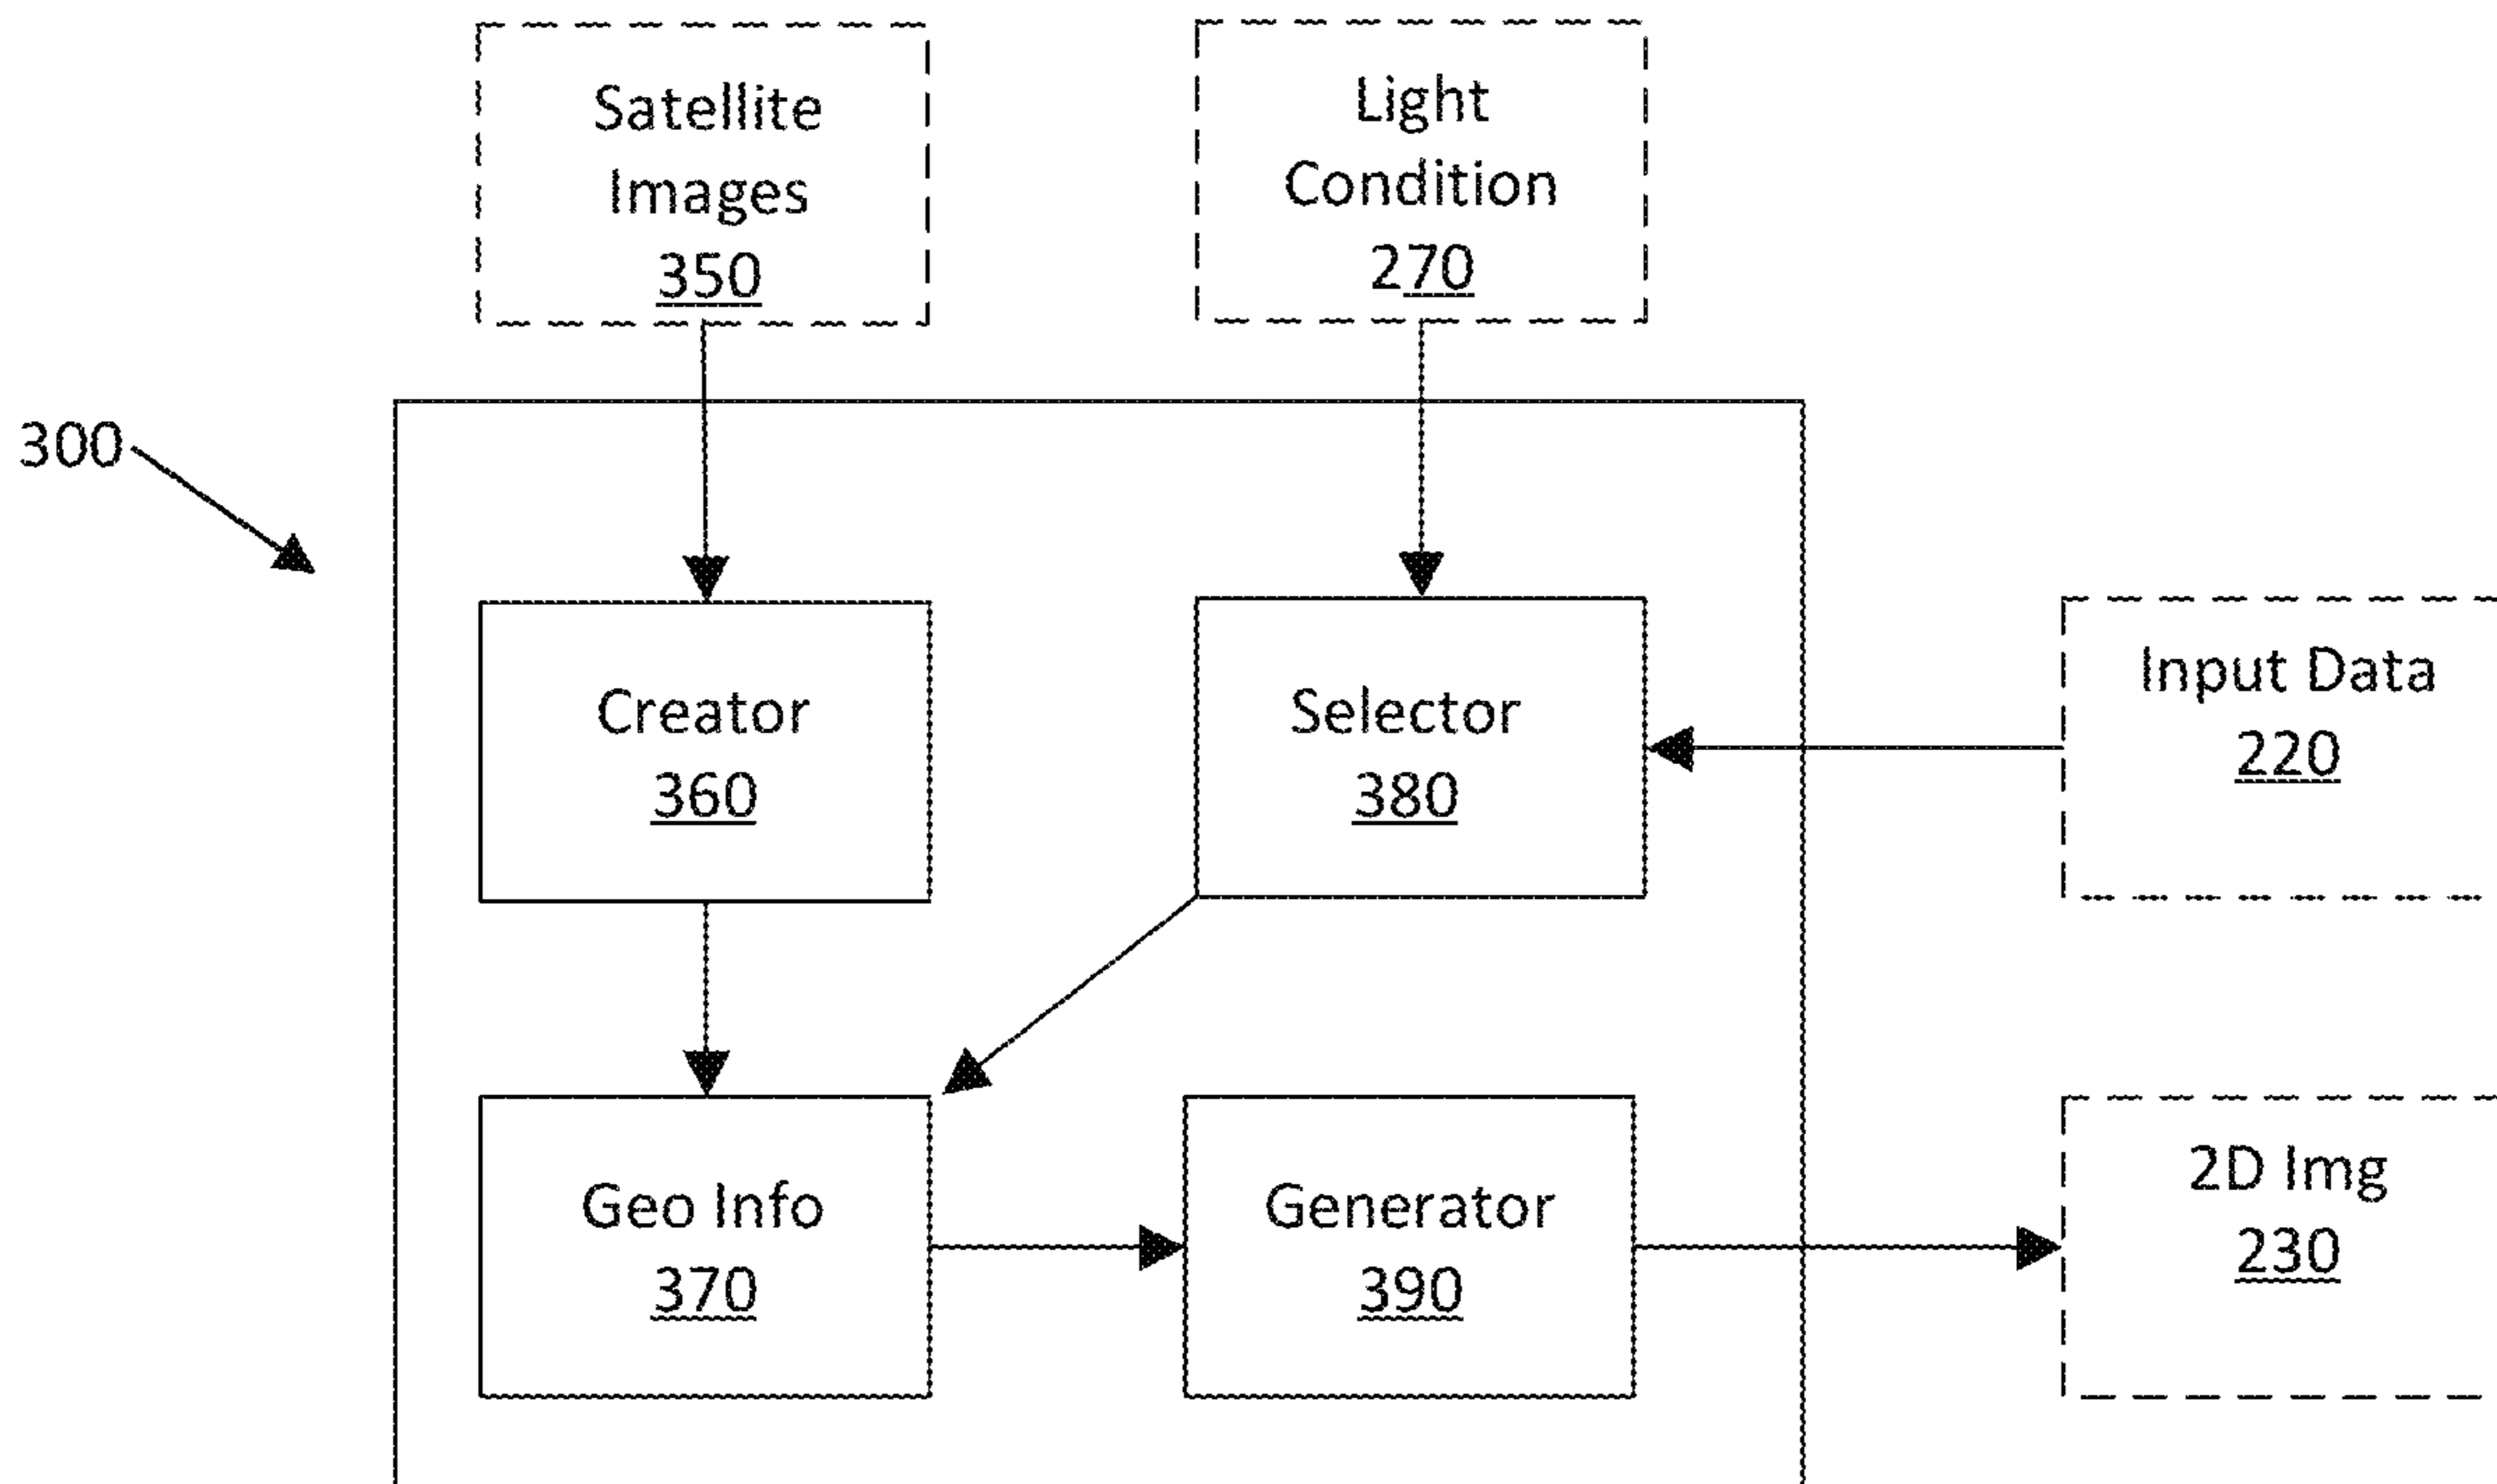 Satellite
Images
350
Light
Condition
270
300
Creator
360
Selector
380
Input Data
220
Geo Info
370
Generator
390
2D Img
230